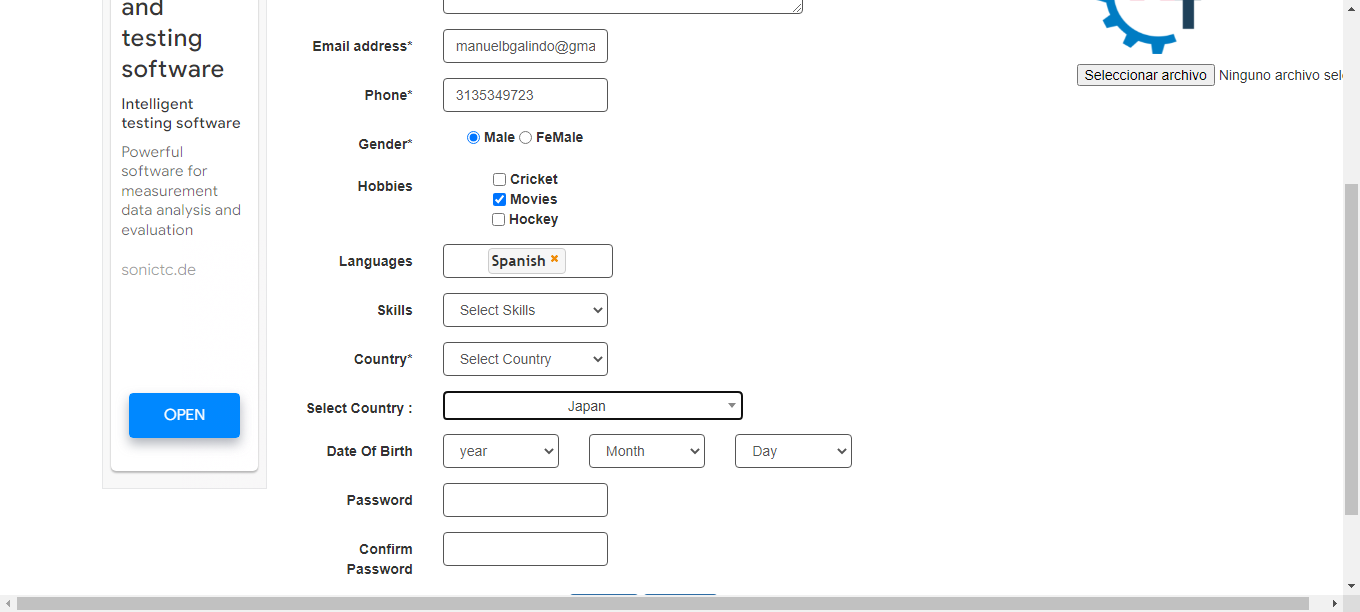 and
testing
software
Intelligent
testing software
Powerful
software for
measurement
data analysis and
evaluation
sonictc.de
OPEN
Email address*
manuelbgalindo@gma
Phone*
3135349723
Gender*
Male FeMale
Hobbies
Cricket
Movies
Hockey
Languages
Spanish ×
Skills
Select Skills
Country*
Select Country
Select Country :
Japan
Date Of Birth
year Month Day
Password
Confirm
Password
Seleccionar archivo Ninguno archivo sel